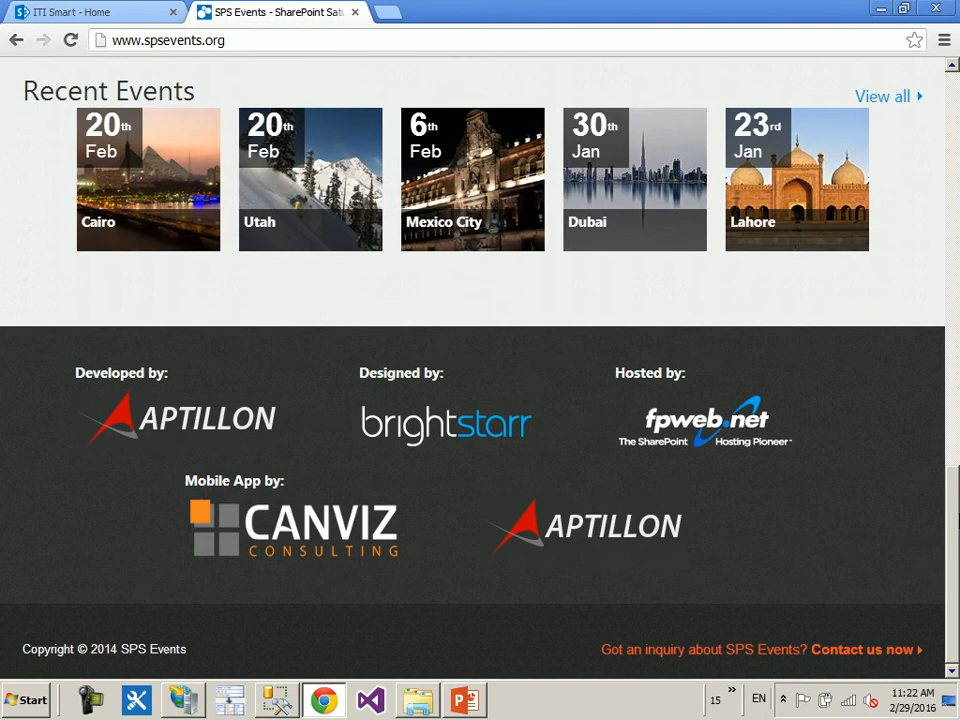 ITI Smart - Home
SPS Events - SharePoint Satu
www.spsevents.org
Recent Events
View all
20th
Feb
Cairo
20th
Feb
Utah
6th
Feb
Mexico City
30th
Jan
Dubai
23rd
Jan
Lahore
Developed by:
APTILLON
Designed by:
brightstarr
Hosted by:
fpweb.net
The SharePoint Hosting Pioneer
Mobile App by:
CANVIZ
CONSULTING
APTILLON
Copyright © 2014 SPS Events
Got an inquiry about SPS Events? Contact us now
Start
15
EN
11:22 AM
2/29/2016